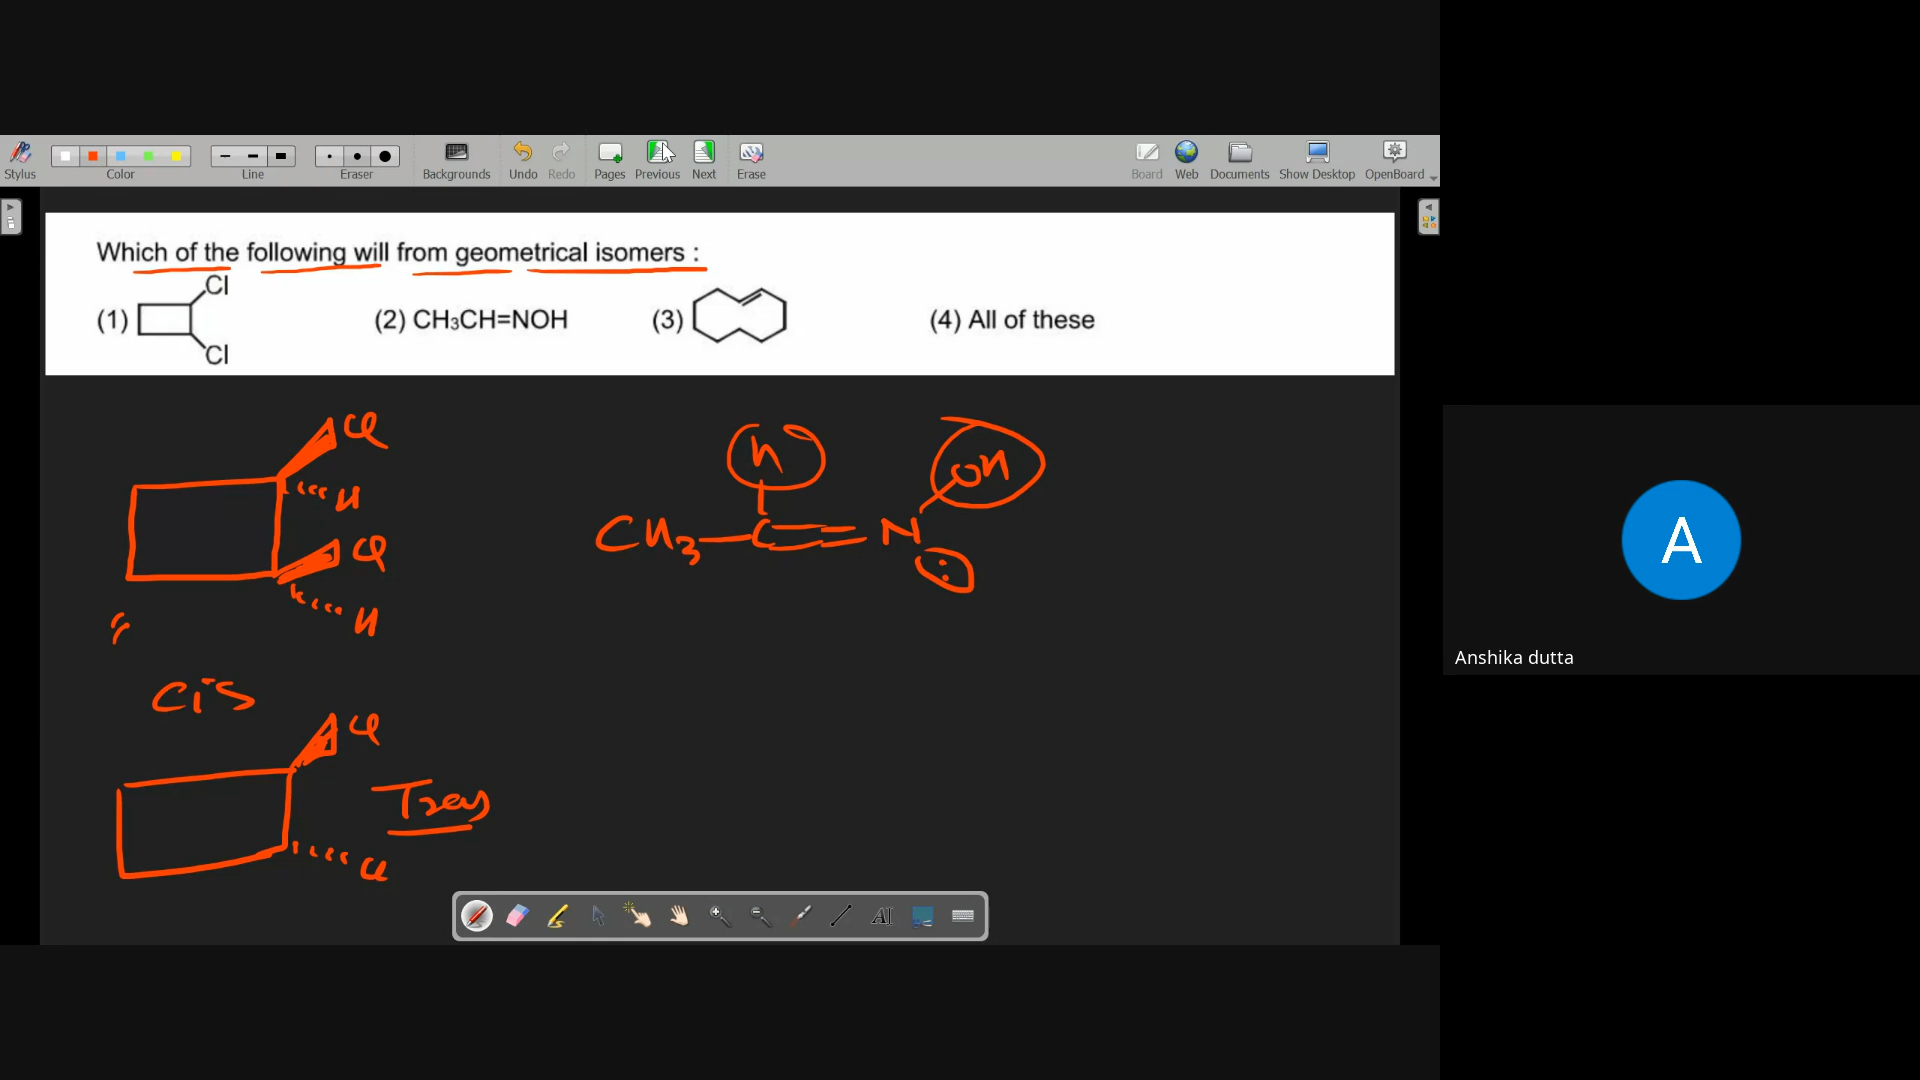 Stylus
Color
Line
Eraser
Backgrounds
Undo
Redo
Pages
Previous
Next
Erase
Board
Web
Documents
Show Desktop
OpenBoard
Which of the following will from geometrical isomers :
(1) Cl Cl (2) CH₃CH=NOH (3) (4) All of these
Cl
H
Cl
H
Cis
Cl
Cl
H
OH
CH₃ C N
A
Anshika dutta
AI